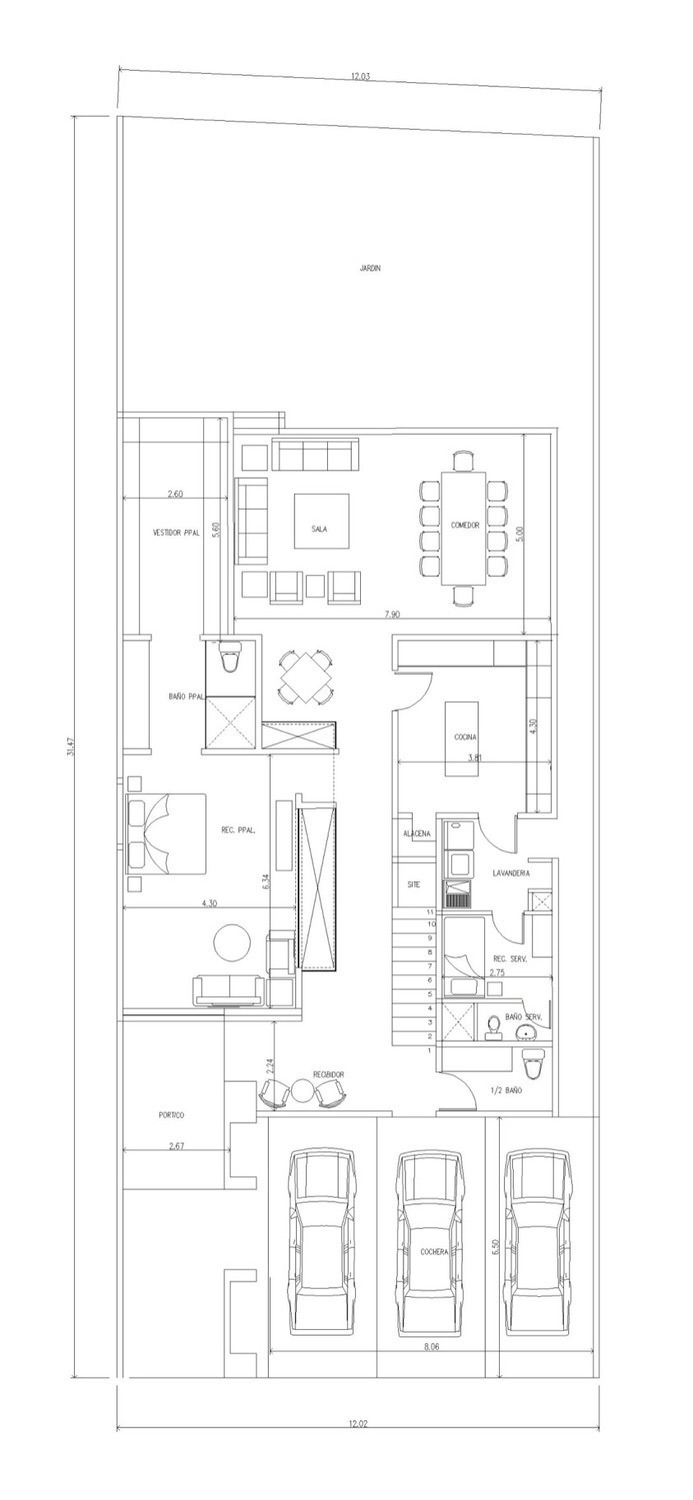 12.03
JARDIN
2.60
VESTIDOR PPAL
5.60
SALA
COMEDOR
5.00
7.90
BAÑO PPAL.
COCINA
4.30
3.81
31.47
REC. PPAL.
ALACENA
LAVANDERIA
SITE
6.34
4.30
11
10
9
8
7
6
5
4
3
2
1
REC. SERV.
2.75
BAÑO SERV.
2.24
RECIBIDOR
1/2 BAÑO
PORTICO
2.67
COCHERA
6.50
8.06
12.02